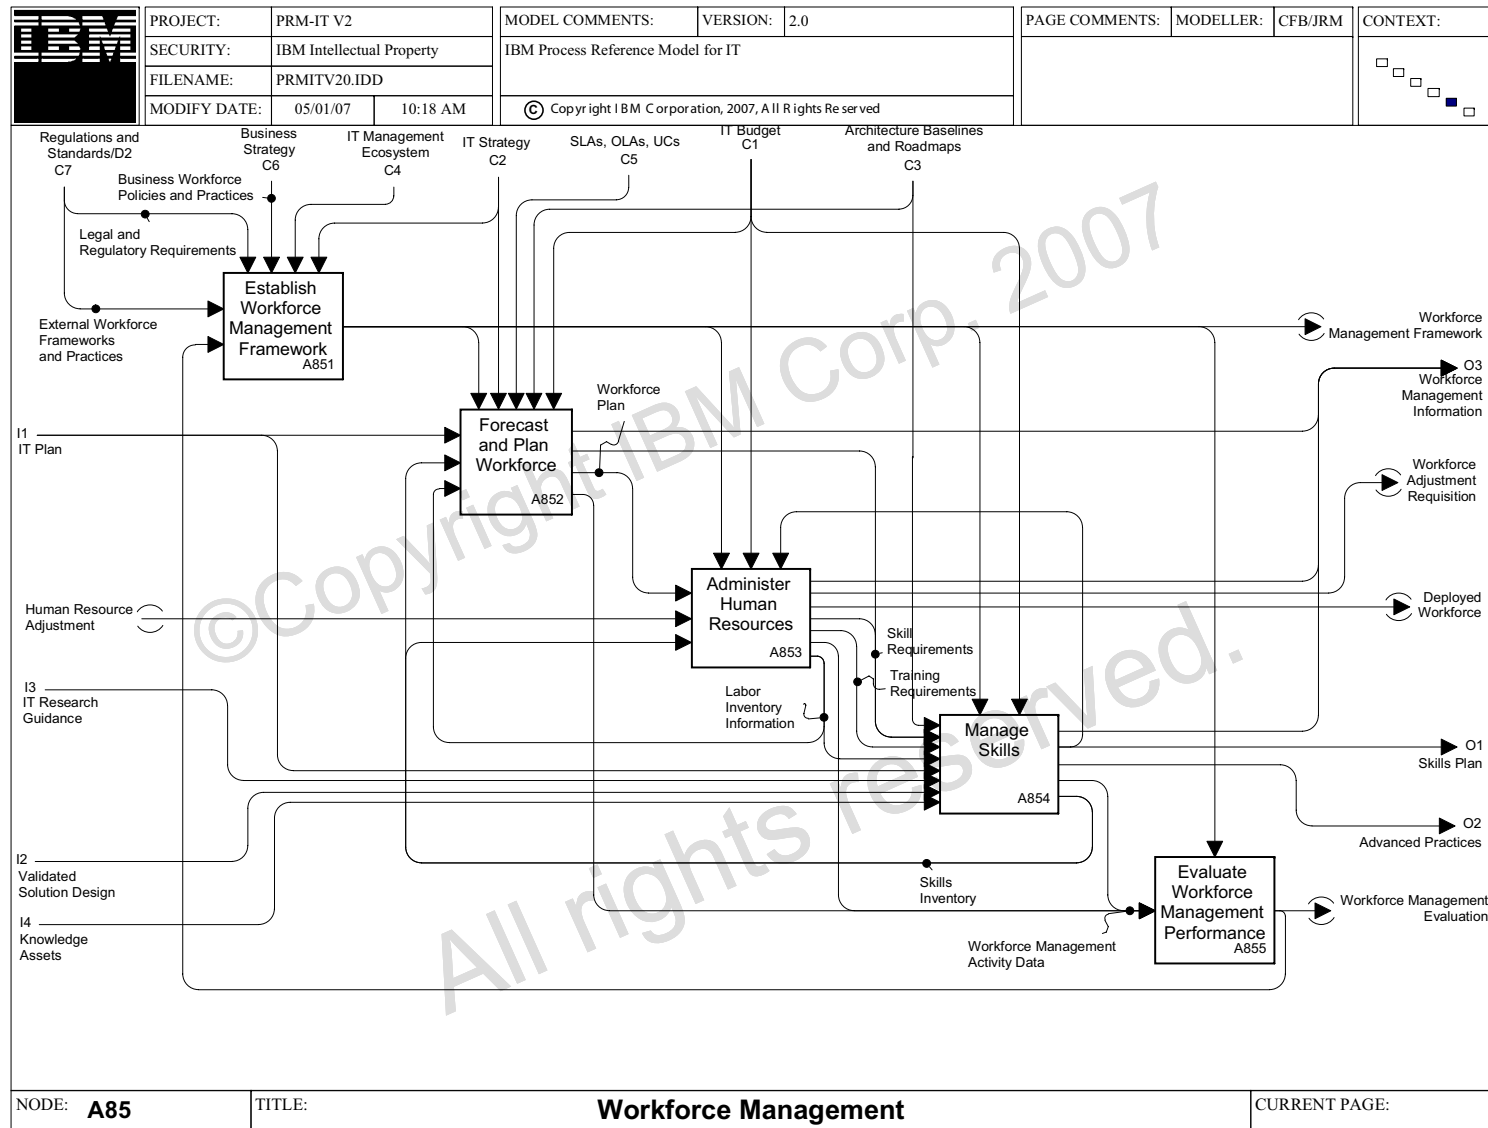 IBM
PROJECT:
PRM-IT V2
MODEL COMMENTS:
VERSION:
2.0
PAGE COMMENTS:
MODELLER:
CFB/JRM
CONTEXT:
SECURITY:
IBM Intellectual Property
IBM Process Reference Model for IT
FILENAME:
PRMITV20.IDD
MODIFY DATE:
05/01/07
10:18 AM
© Copyright IBM Corporation, 2007, All Rights Reserved
Regulations and
Standards/D2
C7
Business
Strategy
C6
IT Management
Ecosystem
C4
IT Strategy
C2
SLAs, OLAs, UCs
C5
IT Budget
C1
Architecture Baselines
and Roadmaps
C3
Business Workforce
Policies and Practices
Legal and
Regulatory Requirements
External Workforce
Frameworks
and Practices
Establish
Workforce
Management
Framework
A851
Workforce
Management Framework
O3
Workforce
Management
Information
Workforce
Plan
Forecast
and Plan
Workforce
A852
I1
IT Plan
Workforce
Adjustment
Requisition
Administer
Human
Resources
A853
Human Resource
Adjustment
Deployed
Workforce
Skill
Requirements
Training
Requirements
Labor
Inventory
Information
I3
IT Research
Guidance
Manage
Skills
A854
O1
Skills Plan
O2
Advanced Practices
I2
Validated
Solution Design
Skills
Inventory
Evaluate
Workforce
Management
Performance
A855
Workforce Management
Evaluation
I4
Knowledge
Assets
Workforce Management
Activity Data
©Copyright IBM Corp. 2007
All rights reserved.
NODE:
A85
TITLE:
Workforce Management
CURRENT PAGE: